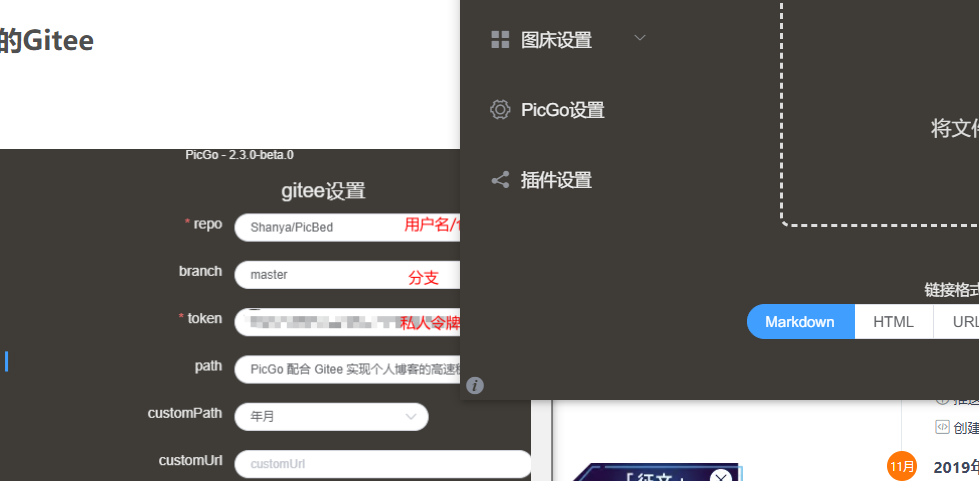 的Gitee
PicGo - 2.3.0-beta.0
gitee设置
* repo Shanya/PicBed 用户名/
branch master 分支
* token 私人令牌
path PicGo 配合 Gitee 实现个人博客的高速
customPath 年月
customUrl customUrl
图床设置
PicGo设置
插件设置
将文件
链接格式
Markdown HTML URL
创建
11月 2019年
「征文